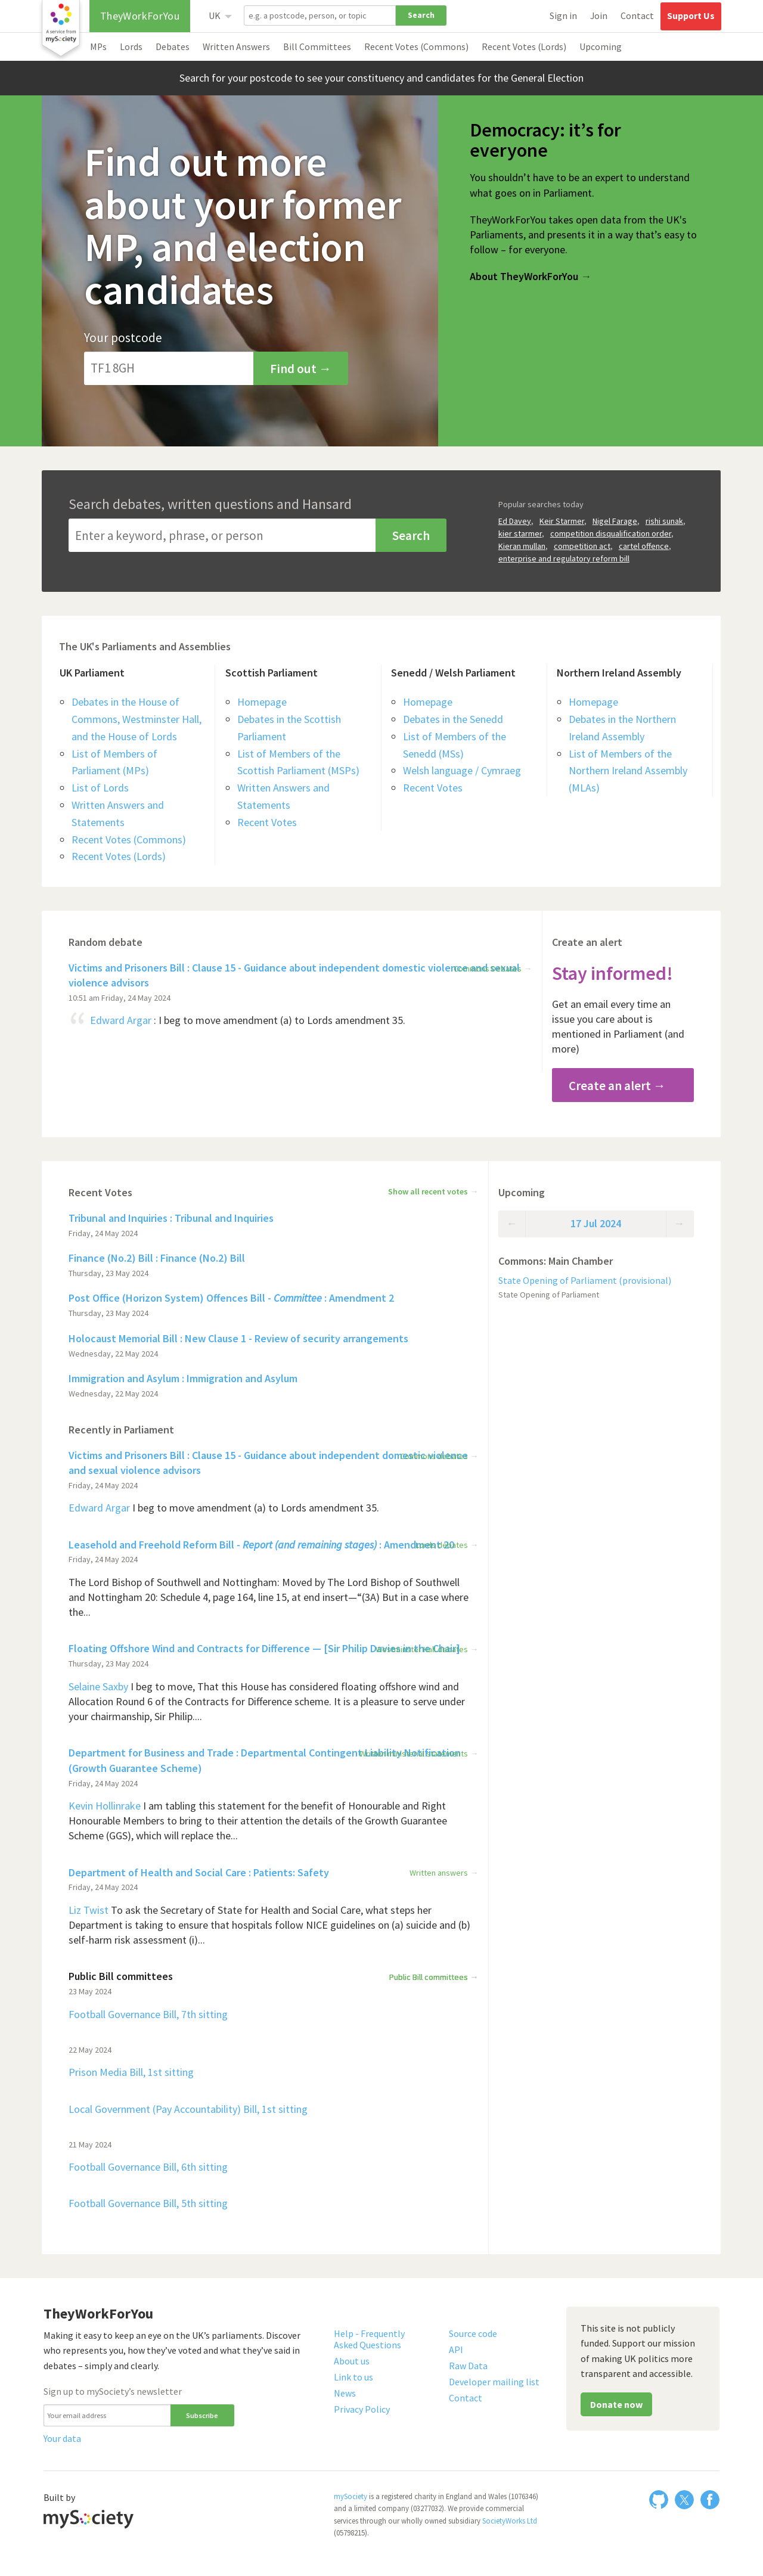 A service from
mySociety
TheyWorkForYou
UK
e.g. a postcode, person, or topic
Search
Sign in
Join
Contact
Support Us
MPs
Lords
Debates
Written Answers
Bill Committees
Recent Votes (Commons)
Recent Votes (Lords)
Upcoming
Search for your postcode to see your constituency and candidates for the General Election
Find out more
about your former
MP, and election
candidates
Your postcode
TF1 8GH
Find out →
Democracy: it’s for
everyone
You shouldn’t have to be an expert to understand
what goes on in Parliament.
TheyWorkForYou takes open data from the UK's
Parliaments, and presents it in a way that’s easy to
follow – for everyone.
About TheyWorkForYou →
Search debates, written questions and Hansard
Enter a keyword, phrase, or person
Search
Popular searches today
Ed Davey, Keir Starmer, Nigel Farage, rishi sunak,
kier starmer, competition disqualification order,
Kieran mullan, competition act, cartel offence,
enterprise and regulatory reform bill
The UK's Parliaments and Assemblies
UK Parliament
Debates in the House of
Commons, Westminster Hall,
and the House of Lords
List of Members of
Parliament (MPs)
List of Lords
Written Answers and
Statements
Recent Votes (Commons)
Recent Votes (Lords)
Scottish Parliament
Homepage
Debates in the Scottish
Parliament
List of Members of the
Scottish Parliament (MSPs)
Written Answers and
Statements
Recent Votes
Senedd / Welsh Parliament
Homepage
Debates in the Senedd
List of Members of the
Senedd (MSs)
Welsh language / Cymraeg
Recent Votes
Northern Ireland Assembly
Homepage
Debates in the Northern
Ireland Assembly
List of Members of the
Northern Ireland Assembly
(MLAs)
Random debate
Victims and Prisoners Bill : Clause 15 - Guidance about independent domestic violence and sexual
violence advisors
10:51 am Friday, 24 May 2024
“ Edward Argar : I beg to move amendment (a) to Lords amendment 35.
Create an alert
Stay informed!
Get an email every time an
issue you care about is
mentioned in Parliament (and
more)
Create an alert →
Recent Votes
Show all recent votes →
Tribunal and Inquiries : Tribunal and Inquiries
Friday, 24 May 2024
Finance (No.2) Bill : Finance (No.2) Bill
Thursday, 23 May 2024
Post Office (Horizon System) Offences Bill - Committee : Amendment 2
Thursday, 23 May 2024
Holocaust Memorial Bill : New Clause 1 - Review of security arrangements
Wednesday, 22 May 2024
Immigration and Asylum : Immigration and Asylum
Wednesday, 22 May 2024
Recently in Parliament
Victims and Prisoners Bill : Clause 15 - Guidance about independent domestic violence
and sexual violence advisors
Friday, 24 May 2024
Edward Argar I beg to move amendment (a) to Lords amendment 35.
Leasehold and Freehold Reform Bill - Report (and remaining stages) : Amendment 20
Friday, 24 May 2024
The Lord Bishop of Southwell and Nottingham: Moved by The Lord Bishop of Southwell
and Nottingham 20: Schedule 4, page 164, line 15, at end insert—“(3A) But in a case where
the...
Floating Offshore Wind and Contracts for Difference — [Sir Philip Davies in the Chair]
Thursday, 23 May 2024
Selaine Saxby I beg to move, That this House has considered floating offshore wind and
Allocation Round 6 of the Contracts for Difference scheme. It is a pleasure to serve under
your chairmanship, Sir Philip....
Department for Business and Trade : Departmental Contingent Liability Notification
(Growth Guarantee Scheme)
Friday, 24 May 2024
Kevin Hollinrake I am tabling this statement for the benefit of Honourable and Right
Honourable Members to bring to their attention the details of the Growth Guarantee
Scheme (GGS), which will replace the...
Department of Health and Social Care : Patients: Safety
Written answers →
Friday, 24 May 2024
Liz Twist To ask the Secretary of State for Health and Social Care, what steps her
Department is taking to ensure that hospitals follow NICE guidelines on (a) suicide and (b)
self-harm risk assessment (i)...
Public Bill committees
Public Bill committees →
23 May 2024
Football Governance Bill, 7th sitting
22 May 2024
Prison Media Bill, 1st sitting
Local Government (Pay Accountability) Bill, 1st sitting
21 May 2024
Football Governance Bill, 6th sitting
Football Governance Bill, 5th sitting
Upcoming
← 17 Jul 2024 →
Commons: Main Chamber
State Opening of Parliament (provisional)
State Opening of Parliament
TheyWorkForYou
Making it easy to keep an eye on the UK’s parliaments. Discover
who represents you, how they’ve voted and what they’ve said in
debates – simply and clearly.
Sign up to mySociety’s newsletter
Your email address
Subscribe
Your data
Help - Frequently
Asked Questions
About us
Link to us
News
Privacy Policy
Source code
API
Raw Data
Developer mailing list
Contact
This site is not publicly
funded. Support our mission
of making UK politics more
transparent and accessible.
Donate now
Built by
mySociety
mySociety is a registered charity in England and Wales (1076346)
and a limited company (03277032). We provide commercial
services through our wholly owned subsidiary SocietyWorks Ltd
(05798215).